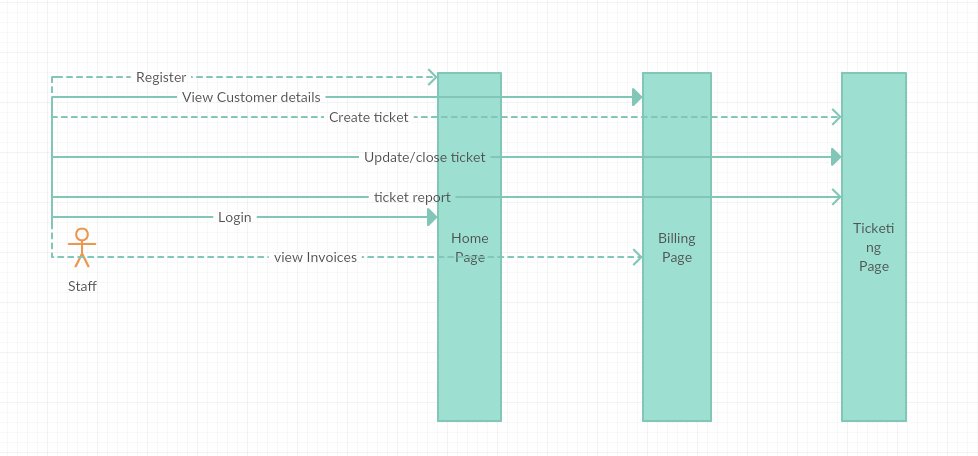 Register
View Customer details
Create ticket
Update/close ticket
ticket report
Login
Home
Page
Billing
Page
Ticketi
ng
Page
view Invoices
Staff